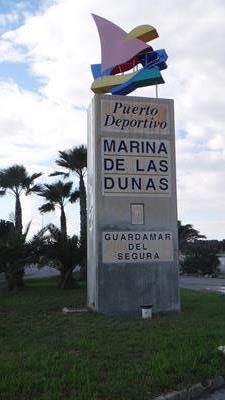 Puerto
Deportivo
MARINA
DE LAS
DUNAS
GUARDAMAR
DEL
SEGURA